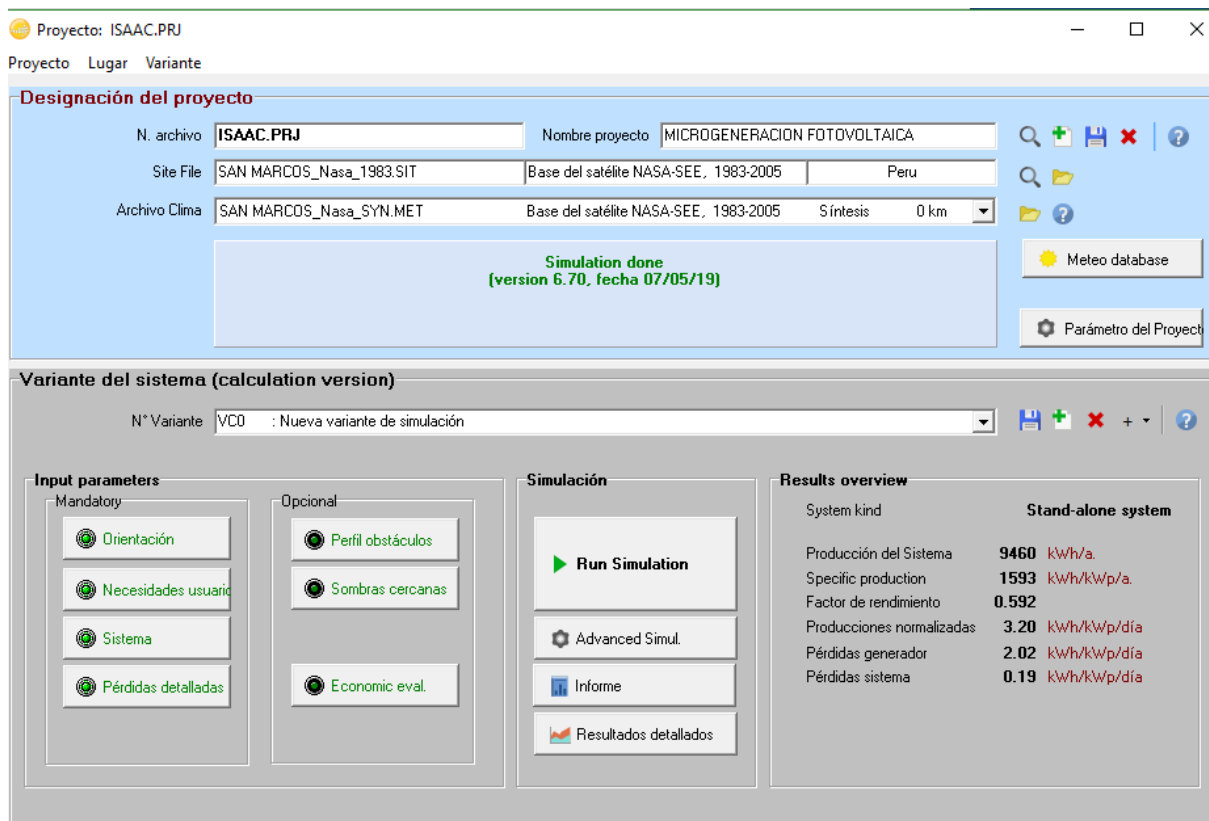 Proyecto: ISAAC.PRJ
Proyecto Lugar Variante
Designación del proyecto
N. archivo ISAAC.PRJ Nombre proyecto MICROGENERACION FOTOVOLTAICA
Site File SAN MARCOS_Nasa_1983.SIT Base del satélite NASA-SEE, 1983-2005 Peru
Archivo Clima SAN MARCOS_Nasa_SYN.MET Base del satélite NASA-SEE, 1983-2005 Síntesis 0 km
Simulation done
(version 6.70, fecha 07/05/19)
Meteo database
Parámetro del Proyect
Variante del sistema (calculation version)
N° Variante VC0 : Nueva variante de simulación
Input parameters
Mandatory
Orientación
Necesidades usuario
Sistema
Pérdidas detalladas
Opcional
Perfil obstáculos
Sombras cercanas
Economic eval.
Simulación
Run Simulation
Advanced Simul.
Informe
Resultados detallados
Results overview
System kind Stand-alone system
Producción del Sistema 9460 kWh/a.
Specific production 1593 kWh/kWp/a.
Factor de rendimiento 0.592
Producciones normalizadas 3.20 kWh/kWp/día
Pérdidas generador 2.02 kWh/kWp/día
Pérdidas sistema 0.19 kWh/kWp/día